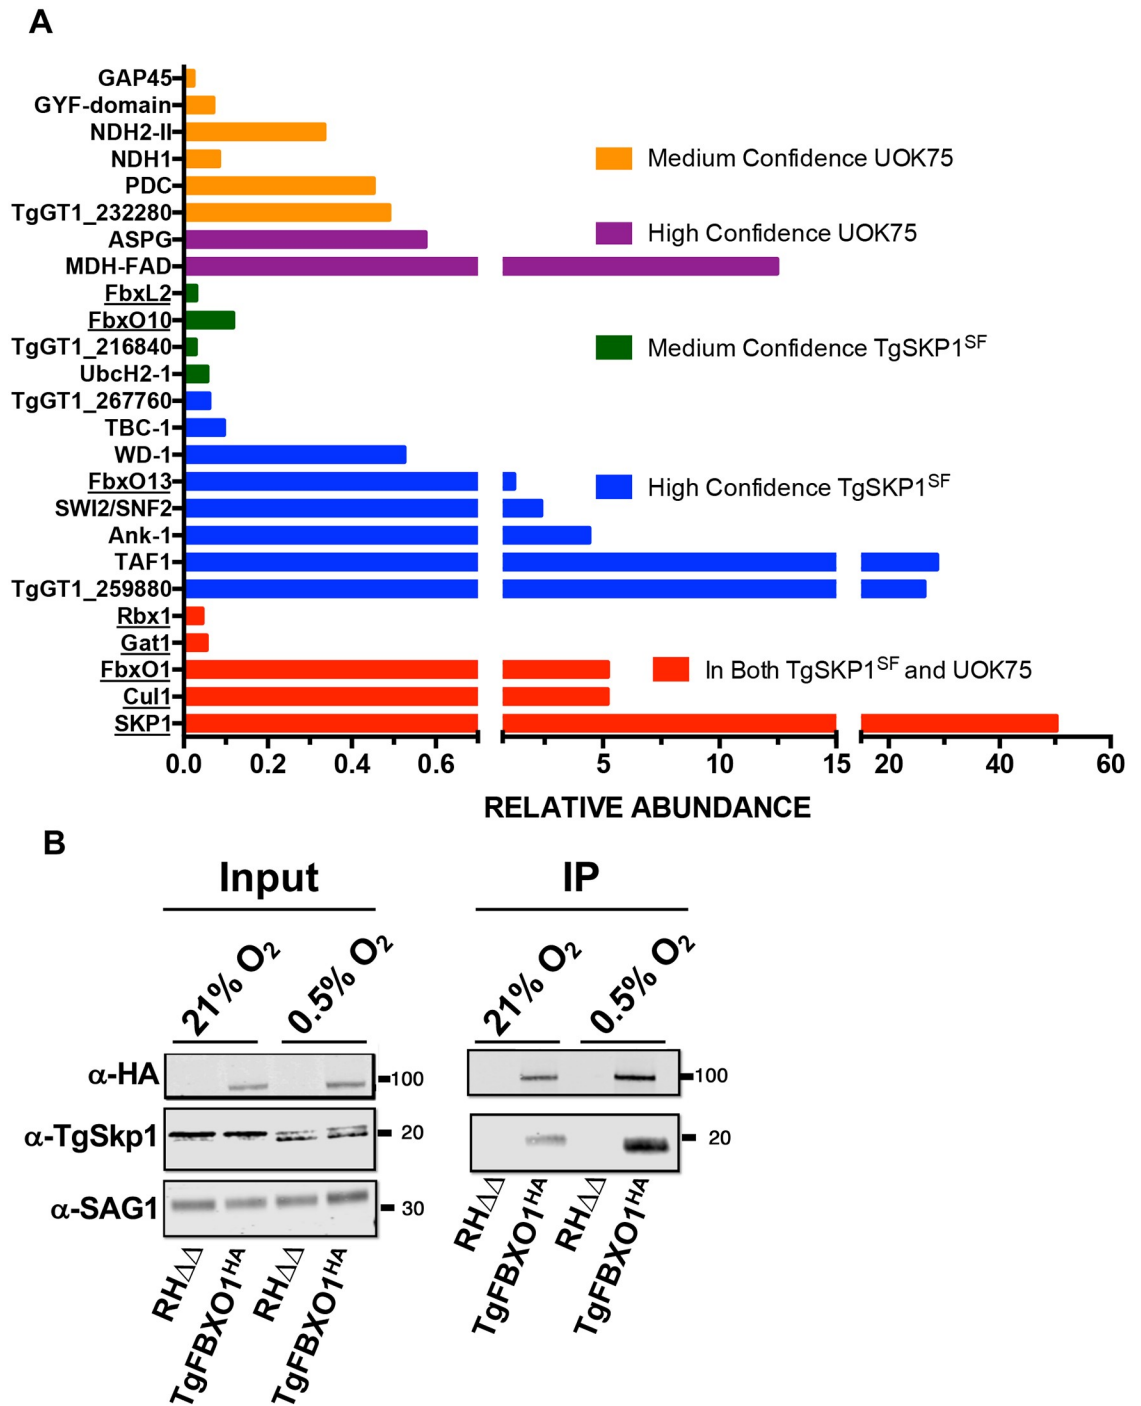 A
GAP45
GYF-domain
NDH2-II
NDH1
PDC
TgGT1_232280
ASPG
MDH-FAD
FbxL2
FbxO10
TgGT1_216840
UbcH2-1
TgGT1_267760
TBC-1
WD-1
FbxO13
SWI2/SNF2
Ank-1
TAF1
TgGT1_259880
Rbx1
Gat1
FbxO1
Cul1
SKP1
Medium Confidence UOK75
High Confidence UOK75
Medium Confidence TgSKP1SF
High Confidence TgSKP1SF
In Both TgSKP1SF and UOK75
0.0 0.2 0.4 0.6 5 10 15 20 40 60
RELATIVE ABUNDANCE
B
Input IP
21% O2 0.5% O2 21% O2 0.5% O2
α-HA 100 100
α-TgSkp1 20 20
α-SAG1 30
RHΔΔ TgFBXO1HA RHΔΔ TgFBXO1HA RHΔΔ TgFBXO1HA RHΔΔ TgFBXO1HA